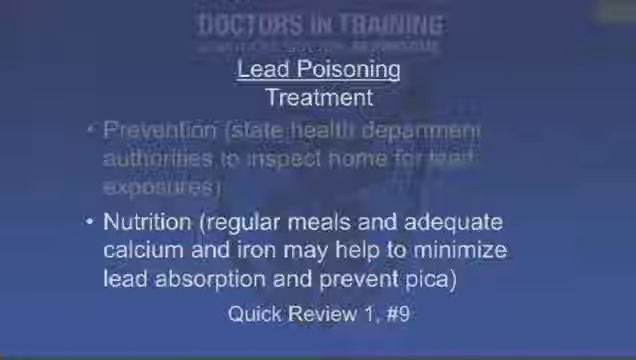 DOCTORS IN TRAINING
Lead Poisoning
Treatment
• Prevention (state health department
authorities to inspect home for lead
exposures)
• Nutrition (regular meals and adequate
calcium and iron may help to minimize
lead absorption and prevent pica)
Quick Review 1, #9